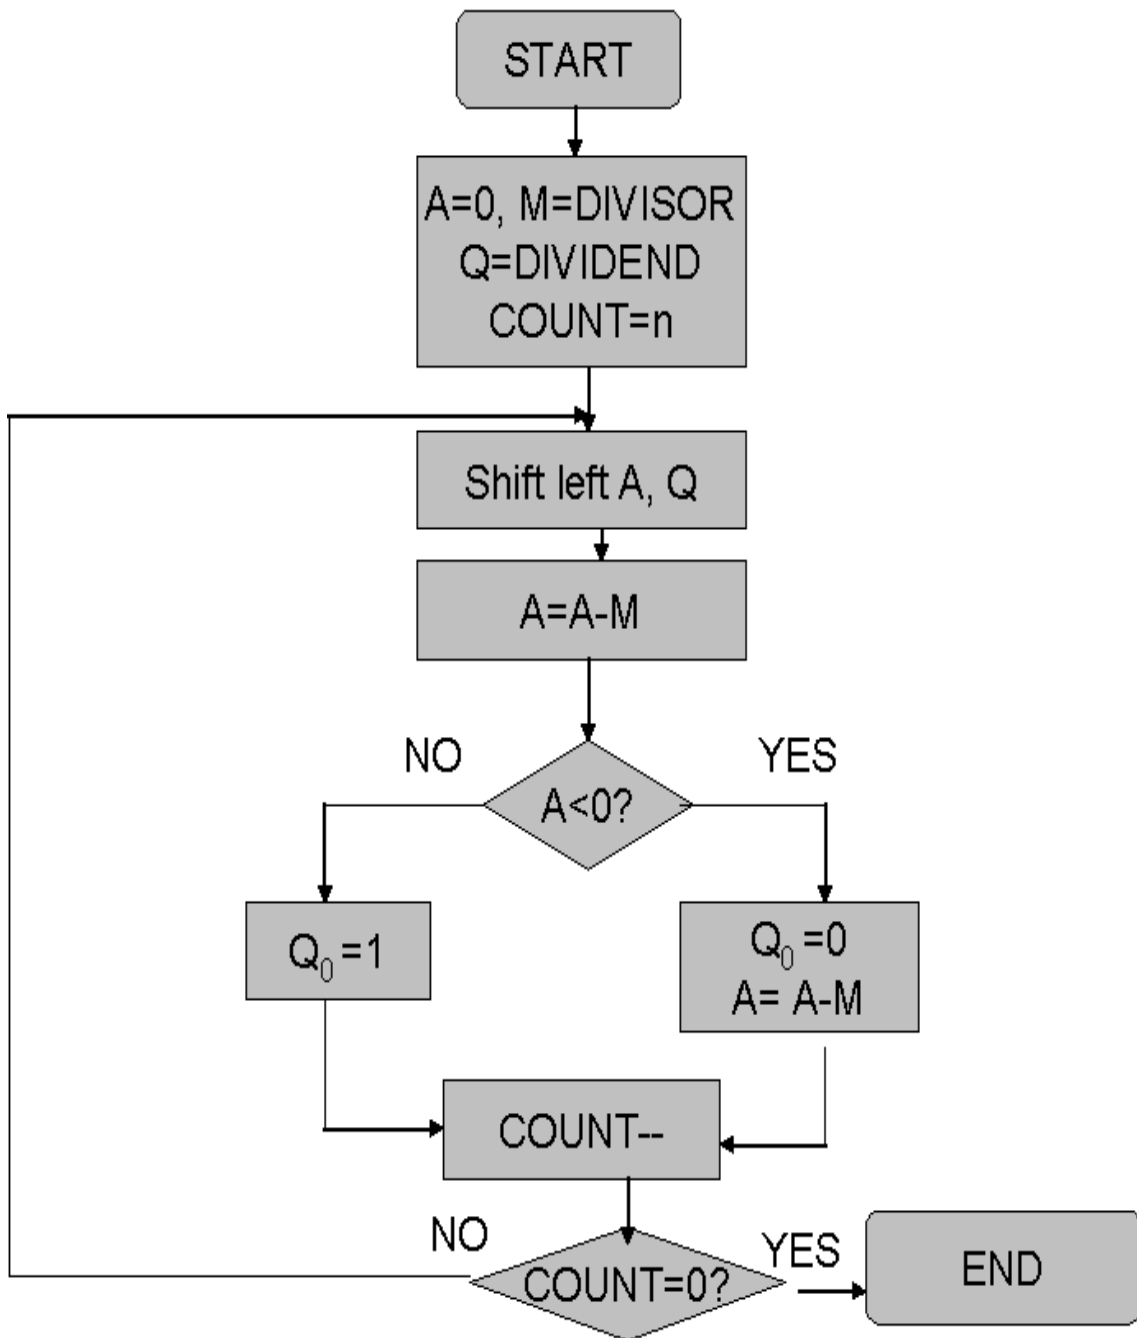 START
A=0, M=DIVISOR
Q=DIVIDEND
COUNT=n
Shift left A, Q
A=A-M
NO
YES
A<0?
Q₀=1
Q₀=0
A= A-M
COUNT--
NO
YES
COUNT=0?
END